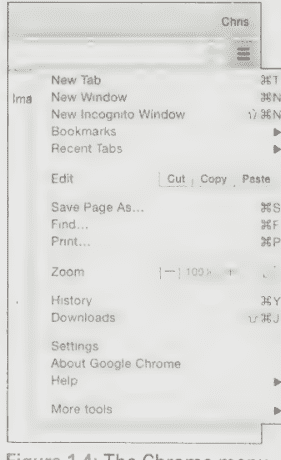 Chris
New Tab ⌘T
Ima
New Window ⌘N
New Incognito Window ⇧⌘N
Bookmarks ▶
Recent Tabs ▶
Edit Cut Copy Paste
Save Page As... ⌘S
Find... ⌘F
Print... ⌘P
Zoom − 109% +
History ⌘Y
Downloads ⇧⌘J
Settings
About Google Chrome
Help ▶
More tools ▶
Figure 1.4: The Chrome menu